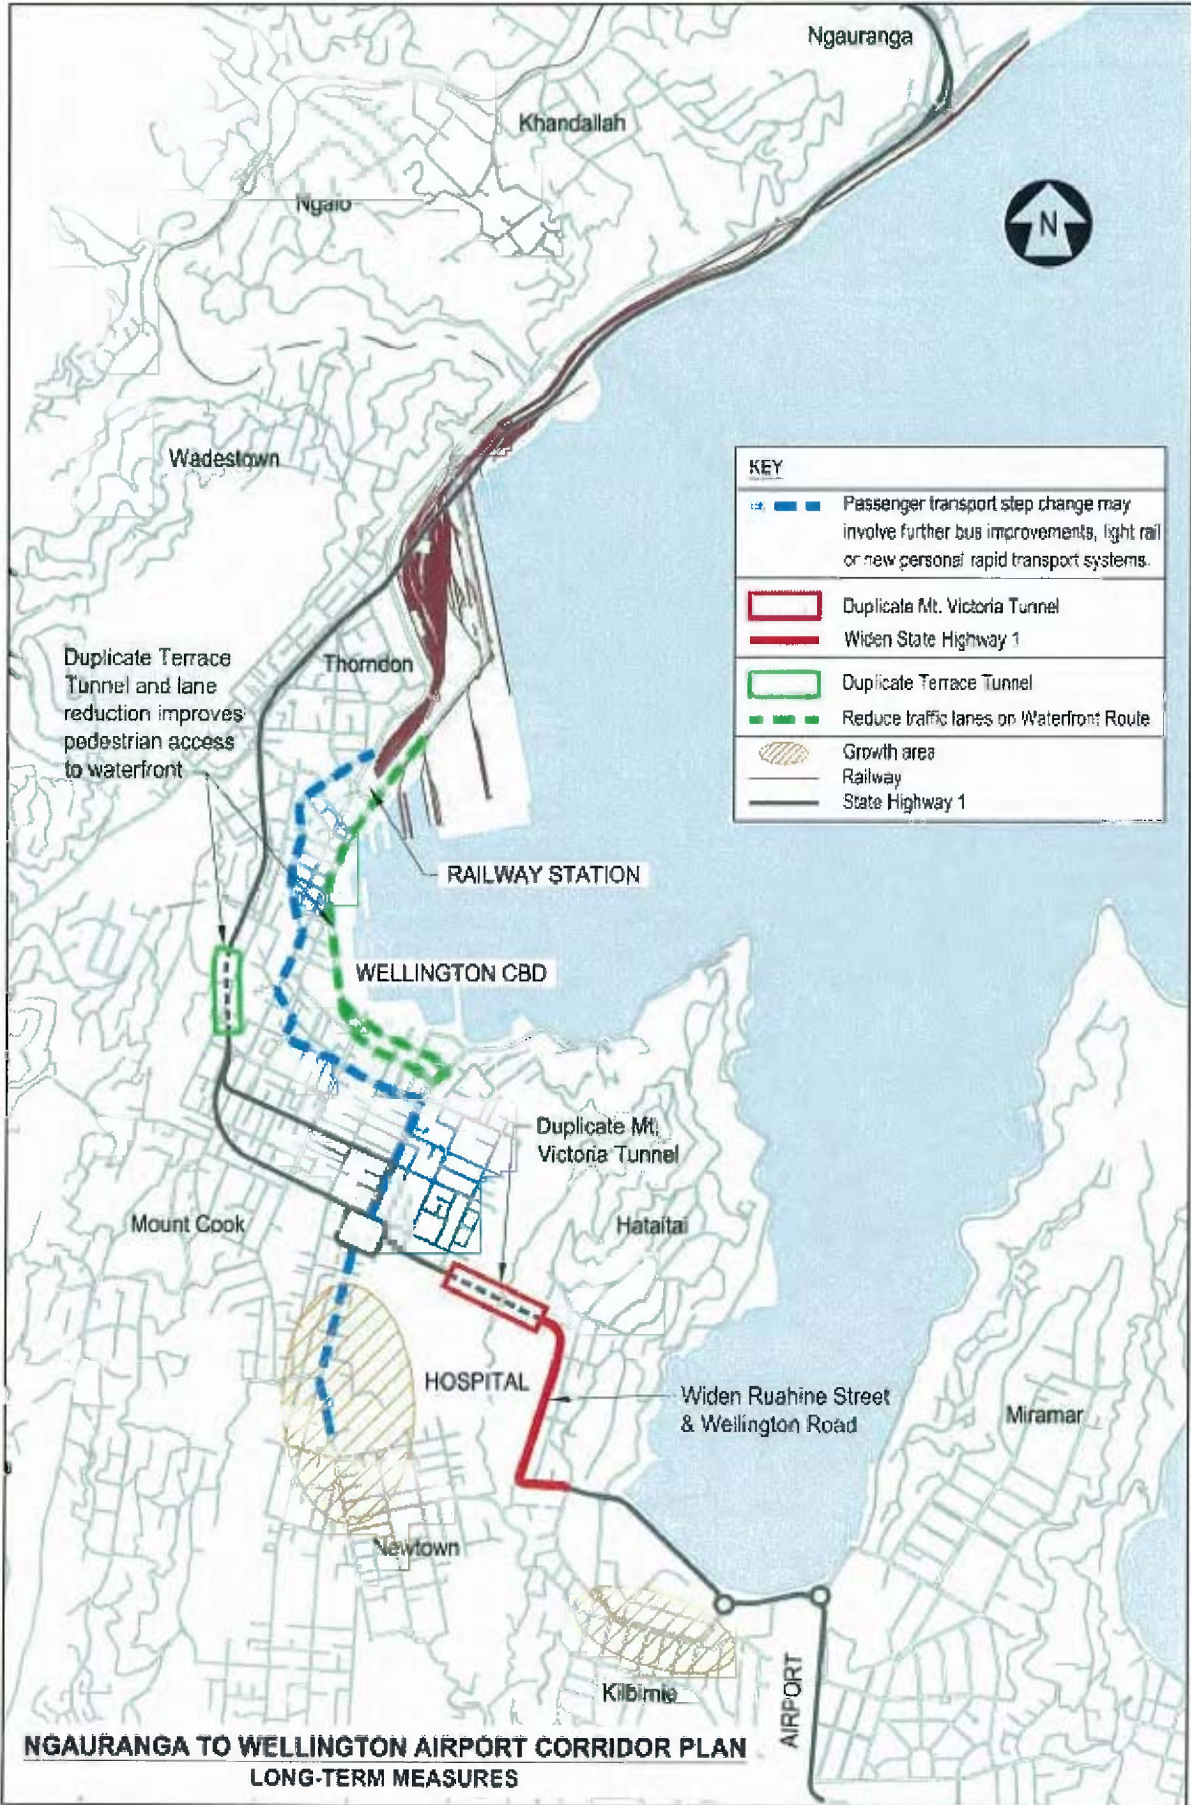 Ngauranga
Khandallah
Ngaio
N
Wadestown
KEY
Passenger transport step change may
involve further bus improvements, light rail
or new personal rapid transport systems.
Duplicate Mt. Victoria Tunnel
Widen State Highway 1
Duplicate Terrace Tunnel
Reduce traffic lanes on Waterfront Route
Growth area
Railway
State Highway 1
Duplicate Terrace
Tunnel and lane
reduction improves
pedestrian access
to waterfront
Thorndon
RAILWAY STATION
WELLINGTON CBD
Duplicate Mt.
Victoria Tunnel
Mount Cook
Hataitai
HOSPITAL
Widen Ruahine Street
& Wellington Road
Miramar
Newtown
Kilbirnie
AIRPORT
NGAURANGA TO WELLINGTON AIRPORT CORRIDOR PLAN
LONG-TERM MEASURES